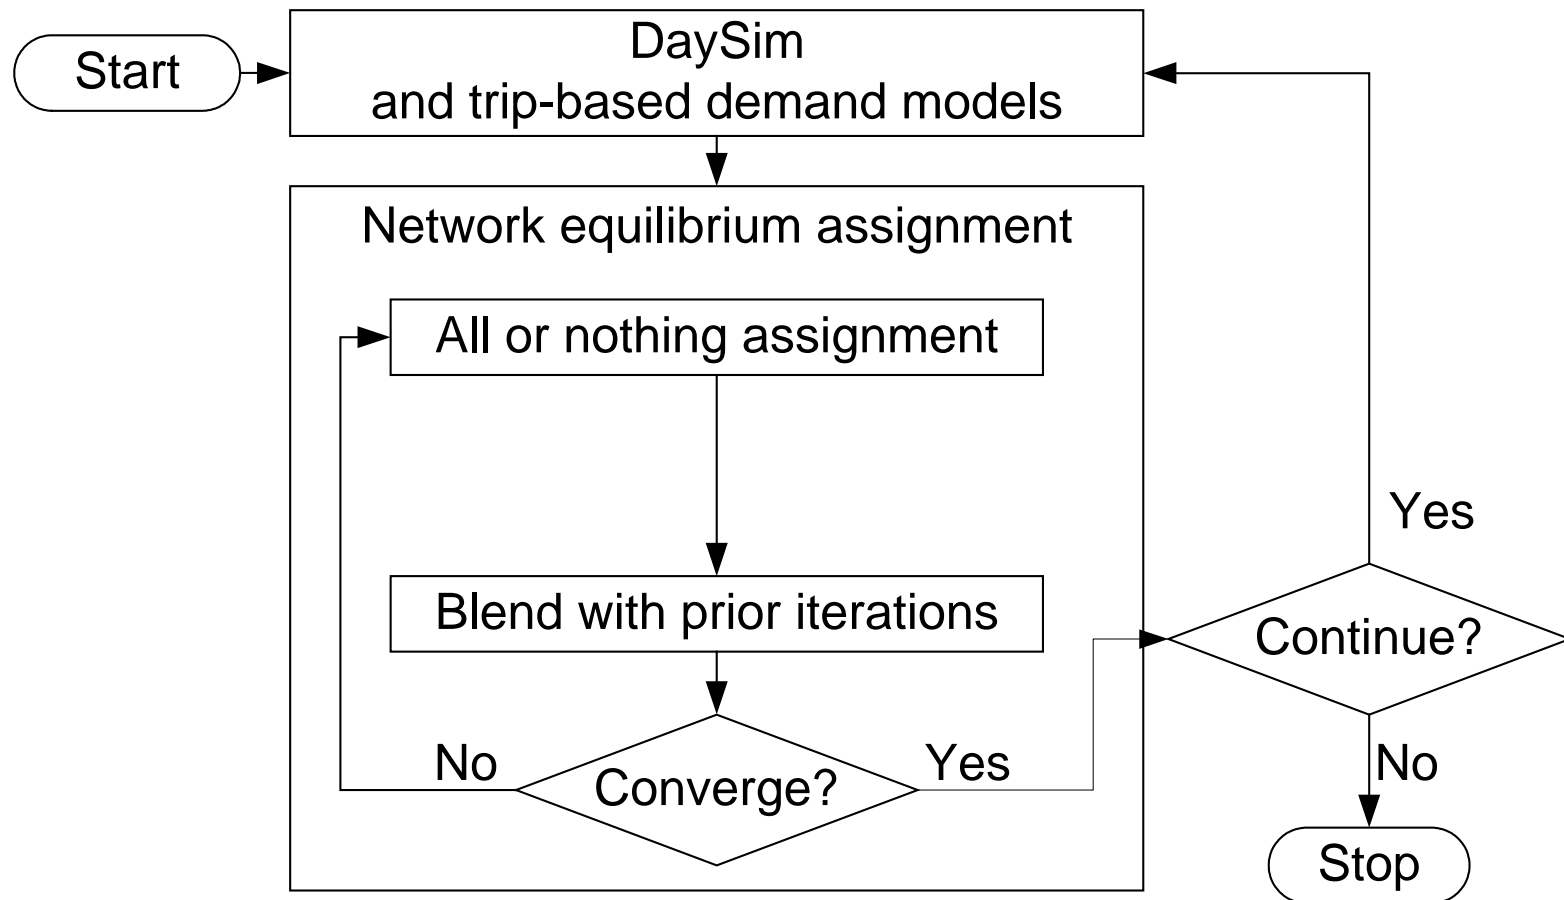 Start
DaySim
and trip-based demand models
Network equilibrium assignment
All or nothing assignment
Yes
Blend with prior iterations
Continue?
No
Yes
No
Converge?
Stop